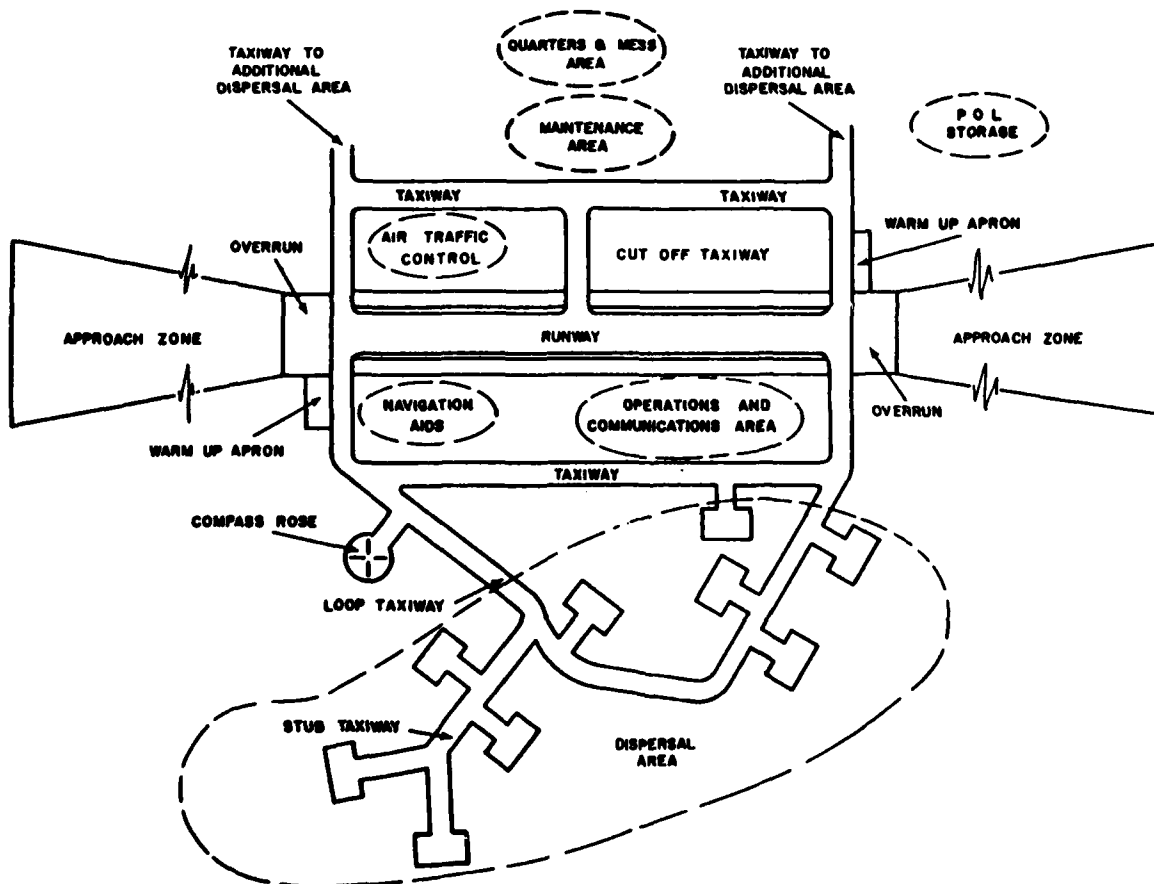 QUARTERS & MESS
AREA
TAXIWAY TO
ADDITIONAL
DISPERSAL AREA
TAXIWAY TO
ADDITIONAL
DISPERSAL AREA
P O L
STORAGE
MAINTENANCE
AREA
TAXIWAY
TAXIWAY
WARM UP APRON
OVERRUN
AIR TRAFFIC
CONTROL
CUT OFF TAXIWAY
APPROACH ZONE
RUNWAY
APPROACH ZONE
NAVIGATION
AIDS
OPERATIONS AND
COMMUNICATIONS AREA
OVERRUN
WARM UP APRON
TAXIWAY
COMPASS ROSE
LOOP TAXIWAY
STUB TAXIWAY
DISPERSAL
AREA